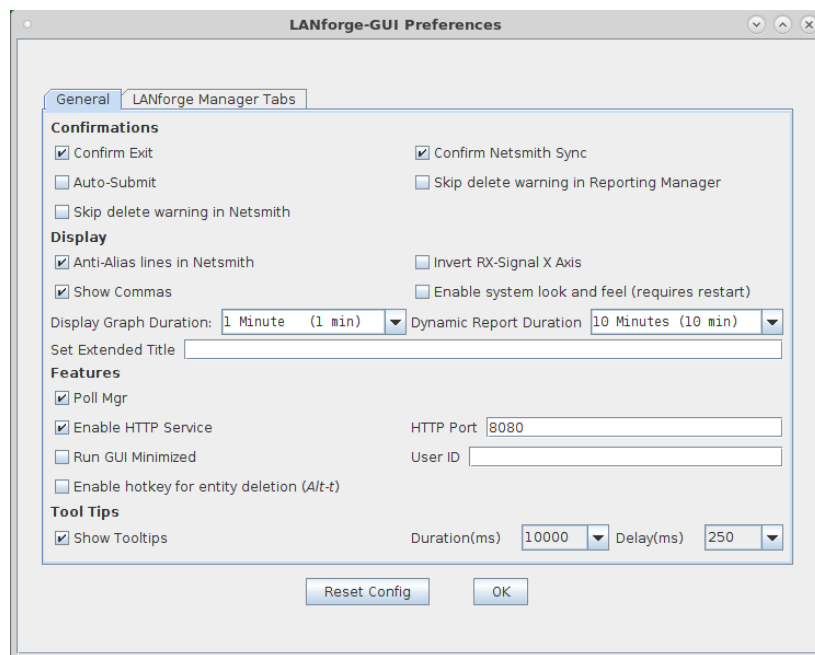 LANforge-GUI Preferences
General LANforge Manager Tabs
Confirmations
Confirm Exit Confirm Netsmith Sync
Auto-Submit Skip delete warning in Reporting Manager
Skip delete warning in Netsmith
Display
Anti-Alias lines in Netsmith Invert RX-Signal X Axis
Show Commas Enable system look and feel (requires restart)
Display Graph Duration: 1 Minute (1 min) Dynamic Report Duration 10 Minutes (10 min)
Set Extended Title
Features
Poll Mgr
Enable HTTP Service HTTP Port 8080
Run GUI Minimized User ID
Enable hotkey for entity deletion (Alt-t)
Tool Tips
Show Tooltips Duration(ms) 10000 Delay(ms) 250
Reset Config OK